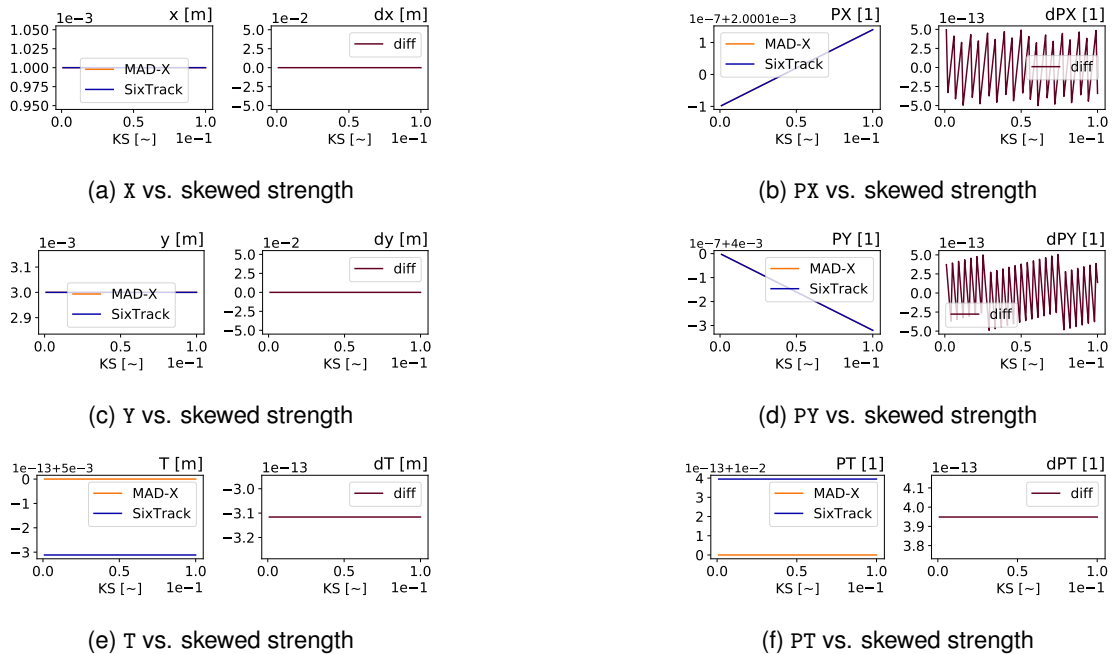 1e−3 x [m]
1.050
1.025
1.000
0.975
0.950
MAD-X
SixTrack
0.0 0.5 1.0
KS [~] 1e−1
1e−2 dx [m]
5.0
2.5
0.0
−2.5
−5.0
diff
0.0 0.5 1.0
KS [~] 1e−1
(a) X vs. skewed strength
1e−7+2.0001e−3 PX [1]
1
0
−1
MAD-X
SixTrack
0.0 0.5 1.0
KS [~] 1e−1
1e−13 dPX [1]
5.0
2.5
0.0
−2.5
−5.0
diff
0.0 0.5 1.0
KS [~] 1e−1
(b) PX vs. skewed strength
1e−3 y [m]
3.1
3.0
2.9
MAD-X
SixTrack
0.0 0.5 1.0
KS [~] 1e−1
1e−2 dy [m]
5.0
2.5
0.0
−2.5
−5.0
diff
0.0 0.5 1.0
KS [~] 1e−1
(c) Y vs. skewed strength
1e−7+4e−3 PY [1]
0
−1
−2
−3
MAD-X
SixTrack
0.0 0.5 1.0
KS [~] 1e−1
1e−13 dPY [1]
5.0
2.5
0.0
−2.5
−5.0
diff
0.0 0.5 1.0
KS [~] 1e−1
(d) PY vs. skewed strength
1e−13+5e−3 T [m]
0
−1
−2
−3
MAD-X
SixTrack
0.0 0.5 1.0
KS [~] 1e−1
1e−13 dT [m]
−3.0
−3.1
−3.2
diff
0.0 0.5 1.0
KS [~] 1e−1
(e) T vs. skewed strength
1e−13+1e−2 PT [1]
4
3
2
1
0
MAD-X
SixTrack
0.0 0.5 1.0
KS [~] 1e−1
1e−13 dPT [1]
4.1
4.0
3.9
3.8
diff
0.0 0.5 1.0
KS [~] 1e−1
(f) PT vs. skewed strength